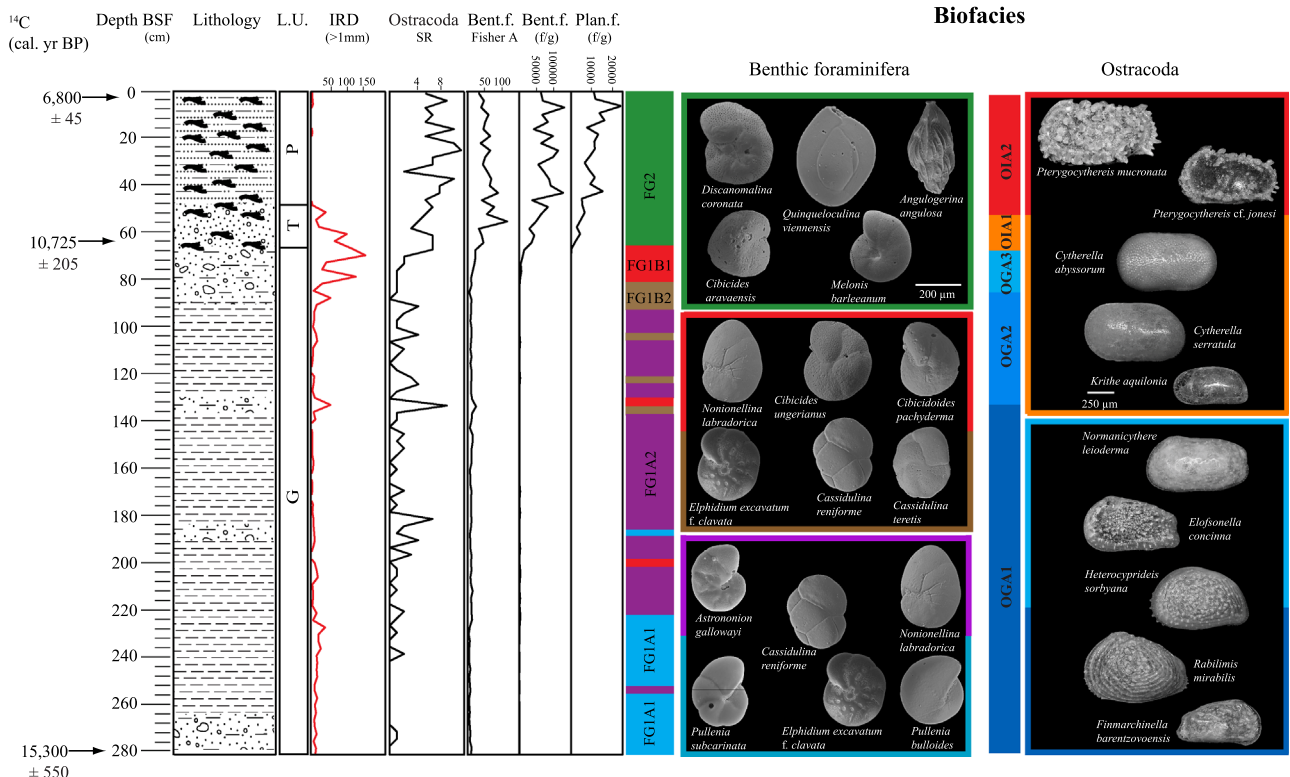 Biofacies
¹⁴C
(cal. yr BP)
Depth BSF
(cm)
Lithology
L.U.
IRD
(>1mm)
Ostracoda
SR
Bent.f.
Fisher A
Bent.f.
(f/g)
Plan.f.
(f/g)
Benthic foraminifera
Ostracoda
50 100 150
4 8
50 100
50000
100000
10000
20000
0
20
40
60
80
100
120
140
160
180
200
220
240
260
280
6,800
± 45
10,725
± 205
15,300
± 550
P
T
G
FG2
FG1B1
FG1B2
FG1A2
FG1A1
FG1A1
Discanomalina
coronata
Quinqueloculina
viennensis
Angulogerina
angulosa
Cibicides
aravaensis
Melonis
barleeanum
200 µm
Nonionellina
labradorica
Cibicides
ungerianus
Cibicidoides
pachyderma
Elphidium excavatum
f. clavata
Cassidulina
reniforme
Cassidulina
teretis
Astrononion
gallowayi
Cassidulina
reniforme
Nonionellina
labradorica
Pullenia
subcarinata
Elphidium excavatum
f. clavata
Pullenia
bulloides
OIA2
OIA1
OGA3
OGA2
OGA1
Pterygocythereis mucronata
Pterygocythereis cf. jonesi
Cytherella
abyssorum
Cytherella
serratula
Krithe aquilonia
250 µm
Normanicythere
leioderma
Elofsonella
concinna
Heterocyprideis
sorbyana
Rabilimis
mirabilis
Finmarchinella
barentzovoensis